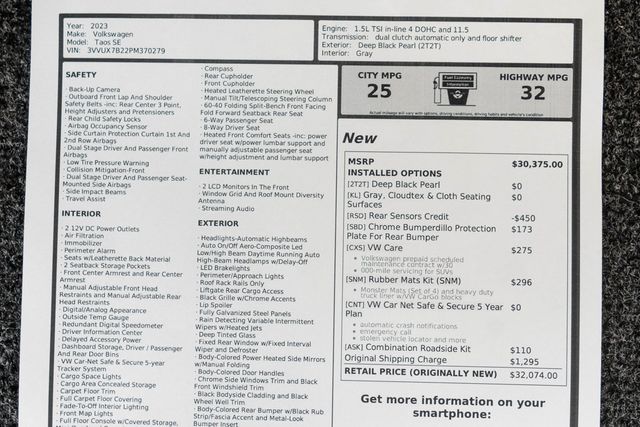 Year: 2023
Make: Volkswagen
Model: Taos SE
VIN: 3VVUX7B22PM370279
Engine: 1.5L TSI in-line 4 DOHC and 11.5
Transmission: dual clutch automatic only and floor shifter
Exterior: Deep Black Pearl (2T2T)
Interior: Gray
SAFETY
· Back-Up Camera
· Outboard Front Lap And Shoulder
Safety Belts -inc: Rear Center 3 Point,
Height Adjusters and Pretensioners
· Rear Child Safety Locks
· Airbag Occupancy Sensor
· Side Curtain Protection Curtain 1st And
2nd Row Airbags
· Dual Stage Driver And Passenger Front
Airbags
· Low Tire Pressure Warning
· Collision Mitigation-Front
· Dual Stage Driver And Passenger Seat-
Mounted Side Airbags
· Side Impact Beams
· Travel Assist
INTERIOR
· 2 12V DC Power Outlets
· Air Filtration
· Immobilizer
· Perimeter Alarm
· Seats w/Leatherette Back Material
· 2 Seatback Storage Pockets
· Front Center Armrest and Rear Center
Armrest
· Manual Adjustable Front Head
Restraints and Manual Adjustable Rear
Head Restraints
· Digital/Analog Appearance
· Outside Temp Gauge
· Redundant Digital Speedometer
· Driver Information Center
· Delayed Accessory Power
· Dashboard Storage, Driver / Passenger
And Rear Door Bins
· VW Car-Net Safe & Secure 5-year
Tracker System
· Cargo Space Lights
· Cargo Area Concealed Storage
· Carpet Floor Trim
· Full Carpet Floor Covering
· Fade-To-Off Interior Lighting
· Front Map Lights
· Full Floor Console w/Covered Storage,
· Compass
· Rear Cupholder
· Front Cupholder
· Heated Leatherette Steering Wheel
· Manual Tilt/Telescoping Steering Column
· 60-40 Folding Split-Bench Front Facing
Fold Forward Seatback Rear Seat
· 6-Way Passenger Seat
· 8-Way Driver Seat
· Heated Front Comfort Seats -inc: power
driver seat w/power lumbar support and
manually adjustable passenger seat
w/height adjustment and lumbar support
ENTERTAINMENT
· 2 LCD Monitors In The Front
· Window Grid And Roof Mount Diversity
Antenna
· Streaming Audio
EXTERIOR
· Headlights-Automatic Highbeams
· Auto On/Off Aero-Composite Led
Low/High Beam Daytime Running Auto
High-Beam Headlamps w/Delay-Off
· LED Brakelights
· Perimeter/Approach Lights
· Roof Rack Rails Only
· Liftgate Rear Cargo Access
· Black Grille w/Chrome Accents
· Lip Spoiler
· Fully Galvanized Steel Panels
· Rain Detecting Variable Intermittent
Wipers w/Heated Jets
· Deep Tinted Glass
· Fixed Rear Window w/Fixed Interval
Wiper and Defroster
· Body-Colored Power Heated Side Mirrors
w/Manual Folding
· Body-Colored Door Handles
· Chrome Side Windows Trim and Black
Front Windshield Trim
· Black Bodyside Cladding and Black
Wheel Well Trim
· Body-Colored Rear Bumper w/Black Rub
Strip/Fascia Accent and Metal-Look
Bumper Insert
CITY MPG
25
Fuel Economy
Information
HIGHWAY MPG
32
Actual mileage will vary with options, driving conditions, driving habits and vehicle's condition
New
MSRP $30,375.00
INSTALLED OPTIONS
[2T2T] Deep Black Pearl $0
[KL] Gray, Cloudtex & Cloth Seating $0
Surfaces
[RSD] Rear Sensors Credit -$450
[SBD] Chrome Bumperdillo Protection $173
Plate For Rear Bumper
[CXS] VW Care $275
Volkswagen prepaid scheduled
maintenance contract w/30
000-mile servicing for SUVs
[SNM] Rubber Mats Kit (SNM) $296
Monster Mats (Set of 4) and heavy duty
truck liner w/VW CarGo blocks
[CNT] VW Car Net Safe & Secure 5 Year $0
Plan
automatic crash notifications
emergency call
stolen vehicle locator and more
[ASK] Combination Roadside Kit $110
Original Shipping Charge $1,295
RETAIL PRICE (ORIGINALLY NEW) $32,074.00
Get more information on your
smartphone: